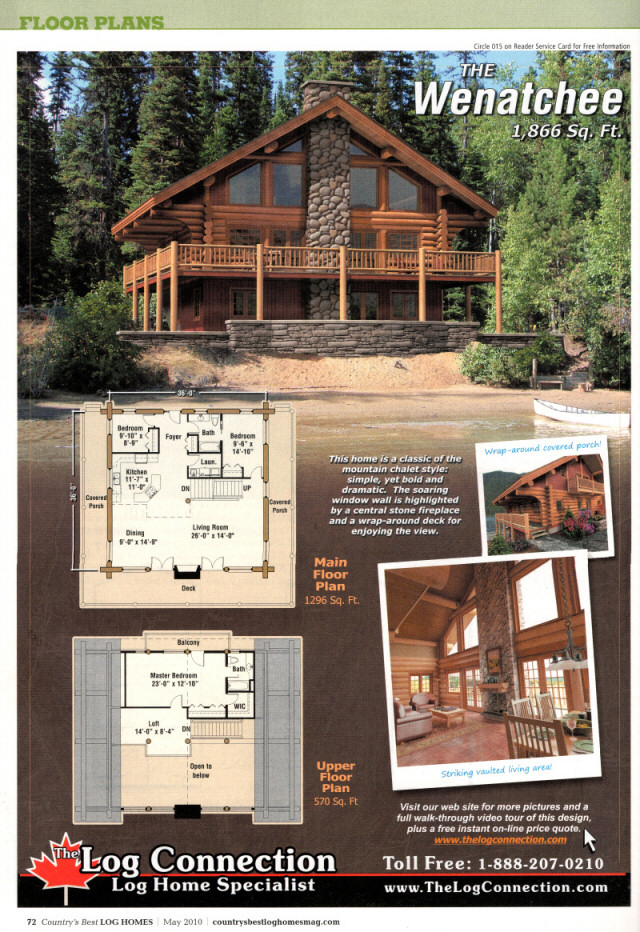 FLOOR PLANS
Circle 015 on Reader Service Card for Free Information
THE
Wenatchee
1,866 Sq. Ft.
36'-0"
Bedroom
9'-10" x
8'-9"
Foyer
Bath
Bedroom
9'-6" x
14'-10"
Laun.
Kitchen
11'-7" x
11'-0"
DN
UP
36'-0"
Covered
Porch
Covered
Porch
Dining
9'-0" x 14'-9"
Living Room
26'-0" x 14'-0"
Deck
Main
Floor
Plan
1296 Sq. Ft.
This home is a classic of the
mountain chalet style:
simple, yet bold and
dramatic. The soaring
window wall is highlighted
by a central stone fireplace
and a wrap-around deck for
enjoying the view.
Wrap-around covered porch!
Striking vaulted living area!
Balcony
Master Bedroom
23'-0" x 12'-10"
Bath
WIC
Loft
14'-0" x 8'-4"
DN
Open to
below
Upper
Floor
Plan
570 Sq. Ft
Visit our web site for more pictures and a
full walk-through video tour of this design,
plus a free instant on-line price quote.
www.thelogconnection.com
The Log Connection
Log Home Specialist
Toll Free: 1-888-207-0210
www.TheLogConnection.com
72 Country's Best LOG HOMES | May 2010 | countrysbestloghomesmag.com